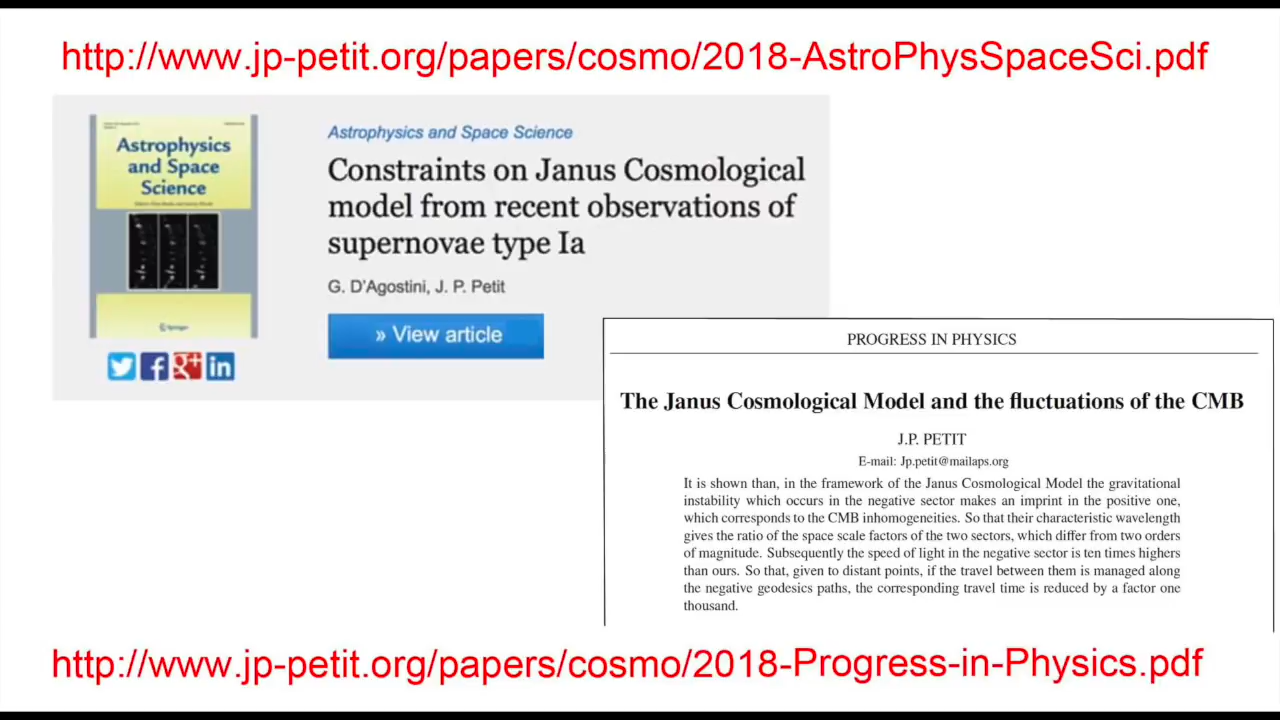 http://www.jp-petit.org/papers/cosmo/2018-AstroPhysSpaceSci.pdf
Astrophysics
and Space
Science
Springer
Astrophysics and Space Science
Constraints on Janus Cosmological
model from recent observations of
supernovae type Ia
G. D'Agostini, J. P. Petit
» View article
PROGRESS IN PHYSICS
The Janus Cosmological Model and the fluctuations of the CMB
J.P. PETIT
E-mail: Jp.petit@mailaps.org
It is shown than, in the framework of the Janus Cosmological Model the gravitational
instability which occurs in the negative sector makes an imprint in the positive one,
which corresponds to the CMB inhomogeneities. So that their characteristic wavelength
gives the ratio of the space scale factors of the two sectors, which differ from two orders
of magnitude. Subsequently the speed of light in the negative sector is ten times highers
than ours. So that, given to distant points, if the travel between them is managed along
the negative geodesics paths, the corresponding travel time is reduced by a factor one
thousand.
http://www.jp-petit.org/papers/cosmo/2018-Progress-in-Physics.pdf